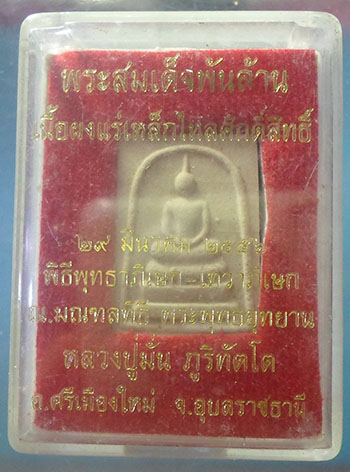 พระสมเด็จพันล้าน
เนื้อผงแร่เหล็กไหลศักดิ์สิทธิ์
๒๙ มีนาคม ๒๕๕๖
พิธีพุทธาภิเษก-เทวาภิเษก
ณ.มณฑลพิธี พระพุทธอุทยาน
หลวงปู่มั่น ภูริทัตโต
อ.ศรีเมืองใหม่ จ.อุบลราชธานี